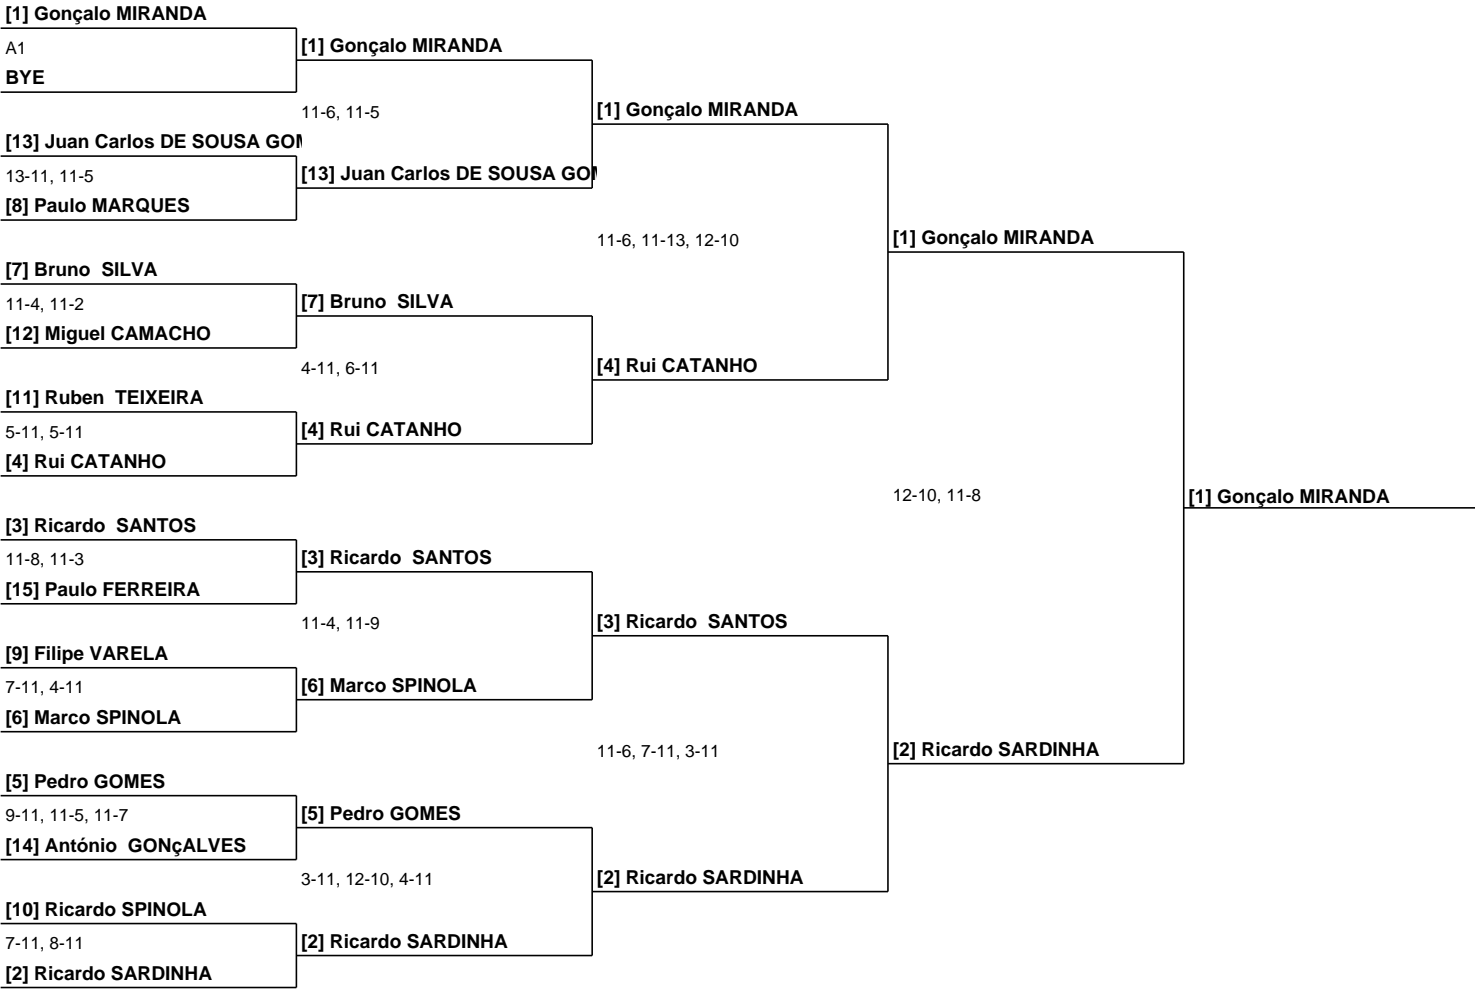 [1] Gonçalo MIRANDA
A1
BYE
[13] Juan Carlos DE SOUSA GOM
13-11, 11-5
[8] Paulo MARQUES
[7] Bruno  SILVA
11-4, 11-2
[12] Miguel CAMACHO
[11] Ruben  TEIXEIRA
5-11, 5-11
[4] Rui CATANHO
[3] Ricardo  SANTOS
11-8, 11-3
[15] Paulo FERREIRA
[9] Filipe VARELA
7-11, 4-11
[6] Marco SPINOLA
[5] Pedro GOMES
9-11, 11-5, 11-7
[14] António  GONçALVES
[10] Ricardo SPINOLA
7-11, 8-11
[2] Ricardo SARDINHA
[1] Gonçalo MIRANDA
11-6, 11-5
[13] Juan Carlos DE SOUSA GOM
[7] Bruno  SILVA
4-11, 6-11
[4] Rui CATANHO
[3] Ricardo  SANTOS
11-4, 11-9
[6] Marco SPINOLA
[5] Pedro GOMES
3-11, 12-10, 4-11
[2] Ricardo SARDINHA
[1] Gonçalo MIRANDA
11-6, 11-13, 12-10
[4] Rui CATANHO
[3] Ricardo  SANTOS
11-6, 7-11, 3-11
[2] Ricardo SARDINHA
[1] Gonçalo MIRANDA
12-10, 11-8
[2] Ricardo SARDINHA
[1] Gonçalo MIRANDA